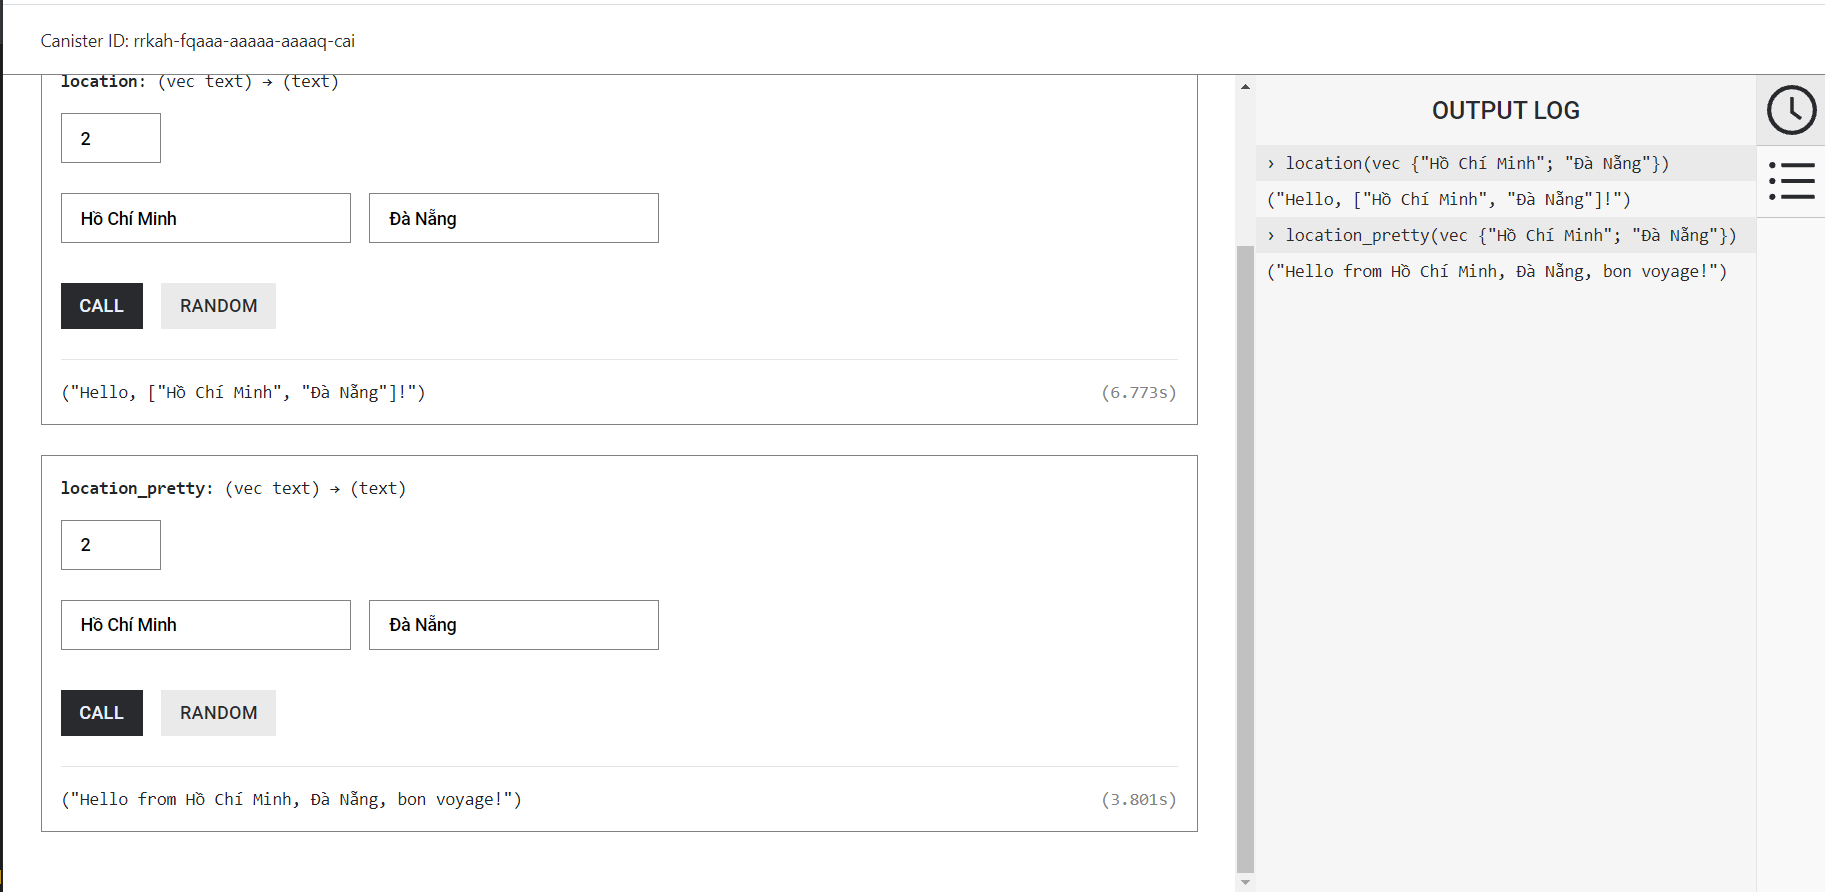 Canister ID: rrkah-fqaaa-aaaaa-aaaaq-cai
location: (vec text) → (text)
2
Hồ Chí Minh
Đà Nẵng
CALL
RANDOM
("Hello, ["Hồ Chí Minh", "Đà Nẵng"]!")
(6.773s)
location_pretty: (vec text) → (text)
2
Hồ Chí Minh
Đà Nẵng
CALL
RANDOM
("Hello from Hồ Chí Minh, Đà Nẵng, bon voyage!")
(3.801s)
OUTPUT LOG
› location(vec {"Hồ Chí Minh"; "Đà Nẵng"})
("Hello, ["Hồ Chí Minh", "Đà Nẵng"]!")
› location_pretty(vec {"Hồ Chí Minh"; "Đà Nẵng"})
("Hello from Hồ Chí Minh, Đà Nẵng, bon voyage!")